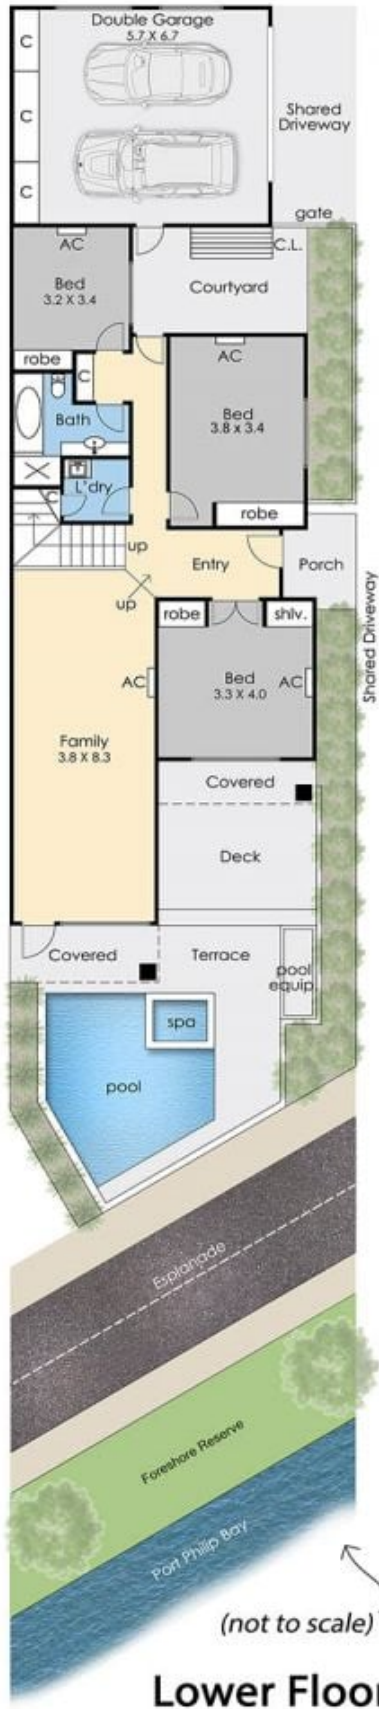 Double Garage
5.7 X 6.7
C
C
C
Shared
Driveway
gate
AC
C.L.
Bed
3.2 X 3.4
Courtyard
AC
robe
C
Bath
Bed
3.8 x 3.4
L'dry
C
robe
up
Entry
Porch
up
robe
shlv.
Shared Driveway
AC
Bed
3.3 X 4.0
AC
Family
3.8 X 8.3
Covered
Deck
Covered
Terrace
pool
equip.
spa
pool
Esplanade
Foreshore Reserve
Port Philip Bay
(not to scale)
Lower Floor